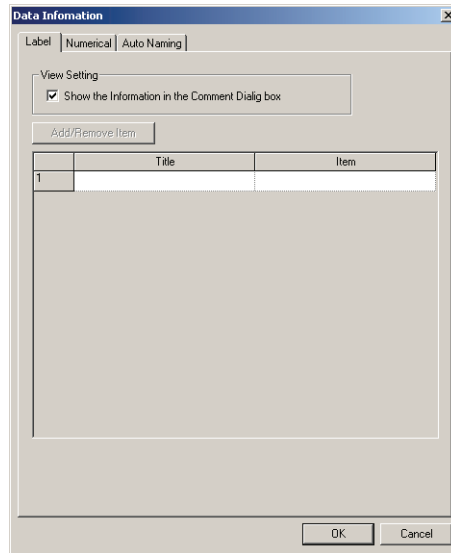 Data Infomation
Label Numerical Auto Naming
View Setting
Show the Information in the Comment Dialig box
Add/Remove Item
Title Item
1
OK Cancel